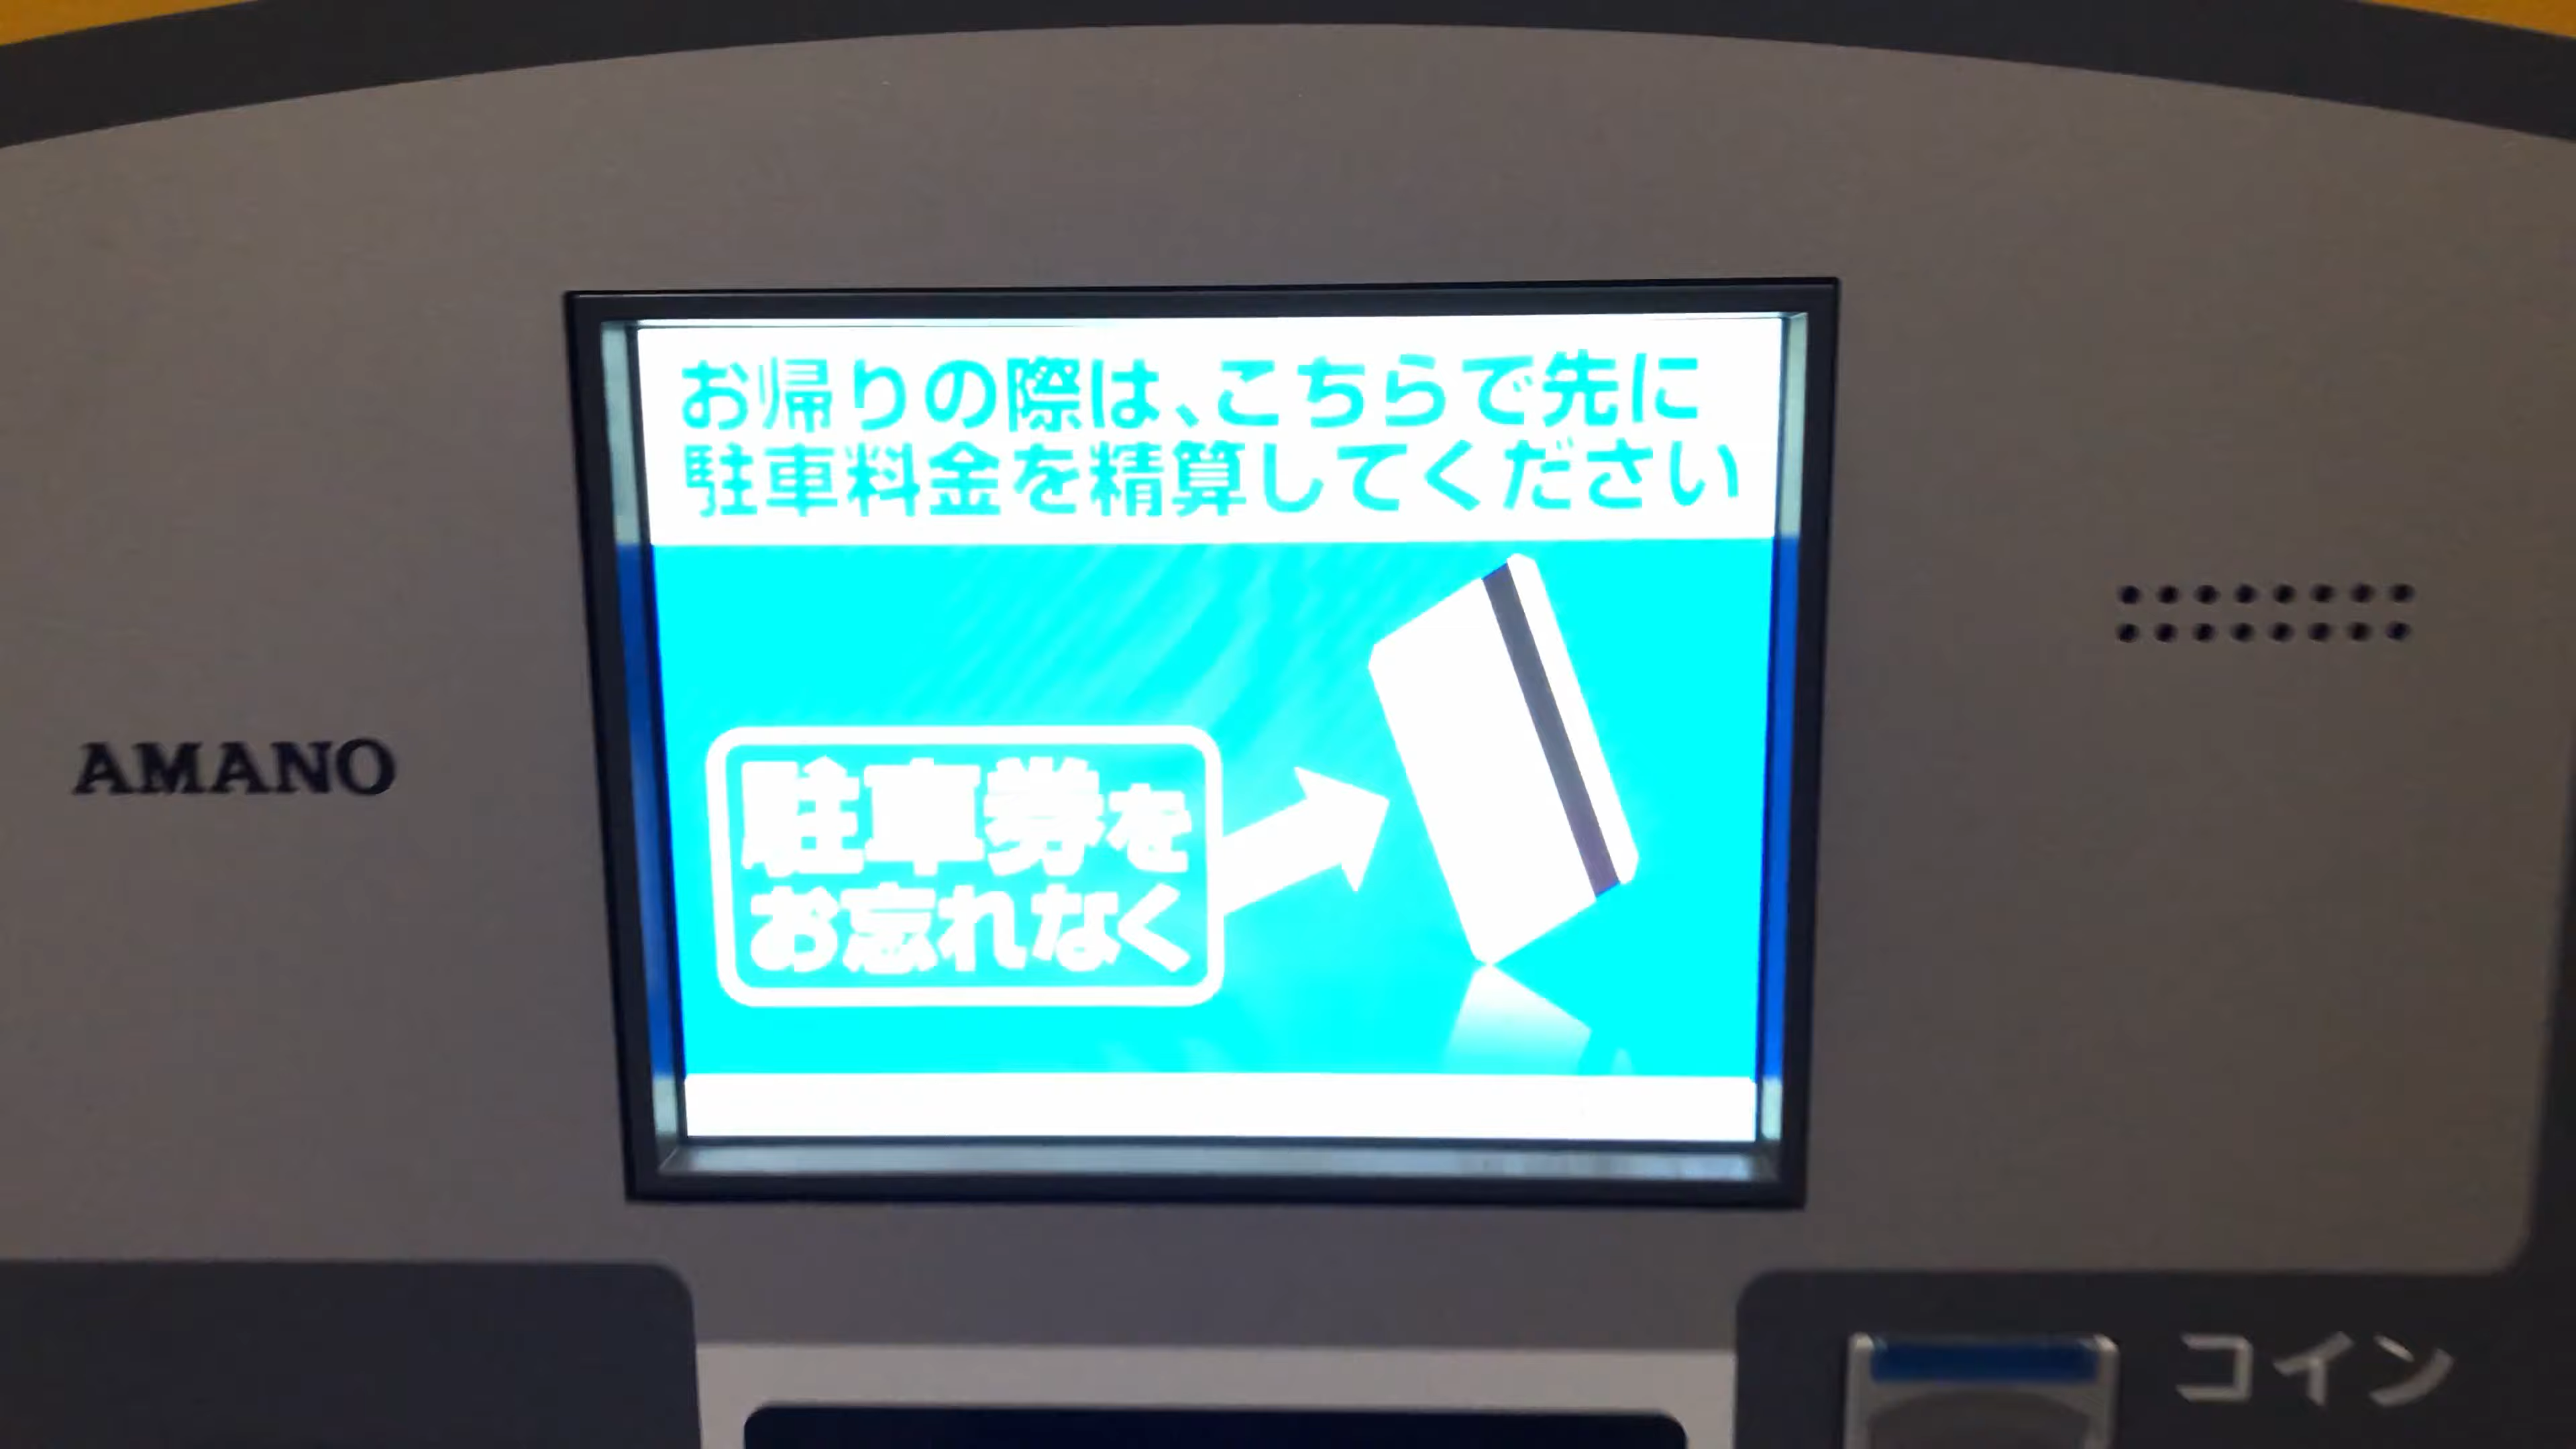 お帰りの際は、こちらで先に
駐車料金を精算してください
AMANO
駐車券を
お忘れなく
コイン